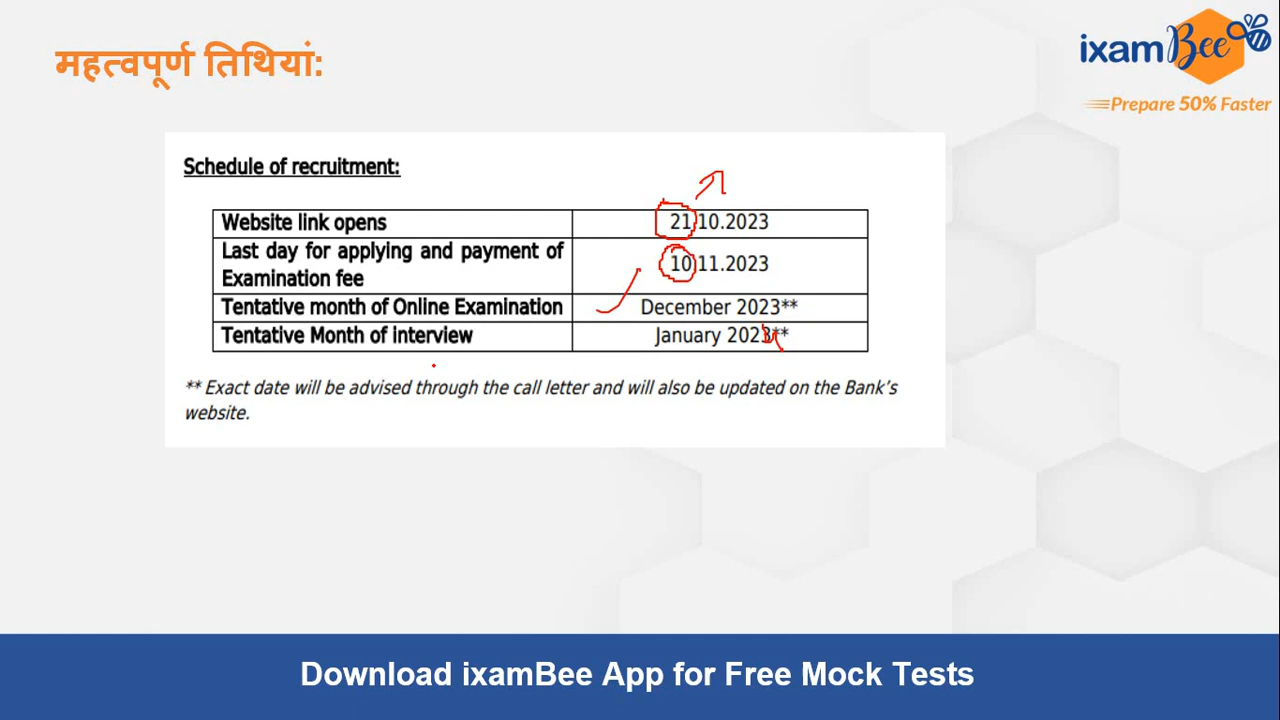 महत्वपूर्ण तिथियां:
ixamBee
Prepare 50% Faster
Schedule of recruitment:
Website link opens 21.10.2023
Last day for applying and payment of
Examination fee 10.11.2023
Tentative month of Online Examination December 2023**
Tentative Month of interview January 2023**
** Exact date will be advised through the call letter and will also be updated on the Bank's
website.
Download ixamBee App for Free Mock Tests